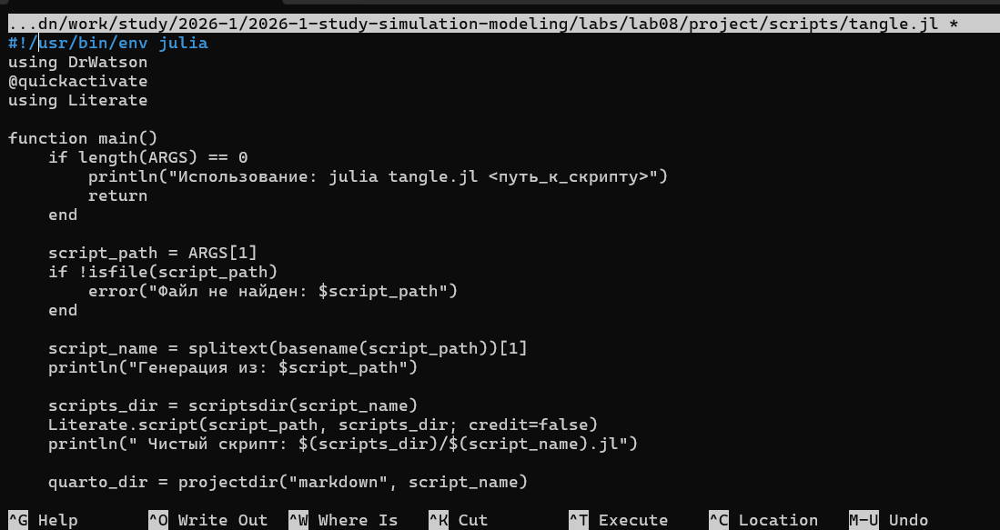 ...dn/work/study/2026-1/2026-1-study-simulation-modeling/labs/lab08/project/scripts/tangle.jl *
#!/usr/bin/env julia
using DrWatson
@quickactivate
using Literate

function main()
    if length(ARGS) == 0
        println("Использование: julia tangle.jl <путь_к_скрипту>")
        return
    end

    script_path = ARGS[1]
    if !isfile(script_path)
        error("Файл не найден: $script_path")
    end

    script_name = splitext(basename(script_path))[1]
    println("Генерация из: $script_path")

    scripts_dir = scriptsdir(script_name)
    Literate.script(script_path, scripts_dir; credit=false)
    println(" Чистый скрипт: $(scripts_dir)/$(script_name).jl")

    quarto_dir = projectdir("markdown", script_name)

^G Help ^O Write Out ^W Where Is ^K Cut ^T Execute ^C Location M-U Undo